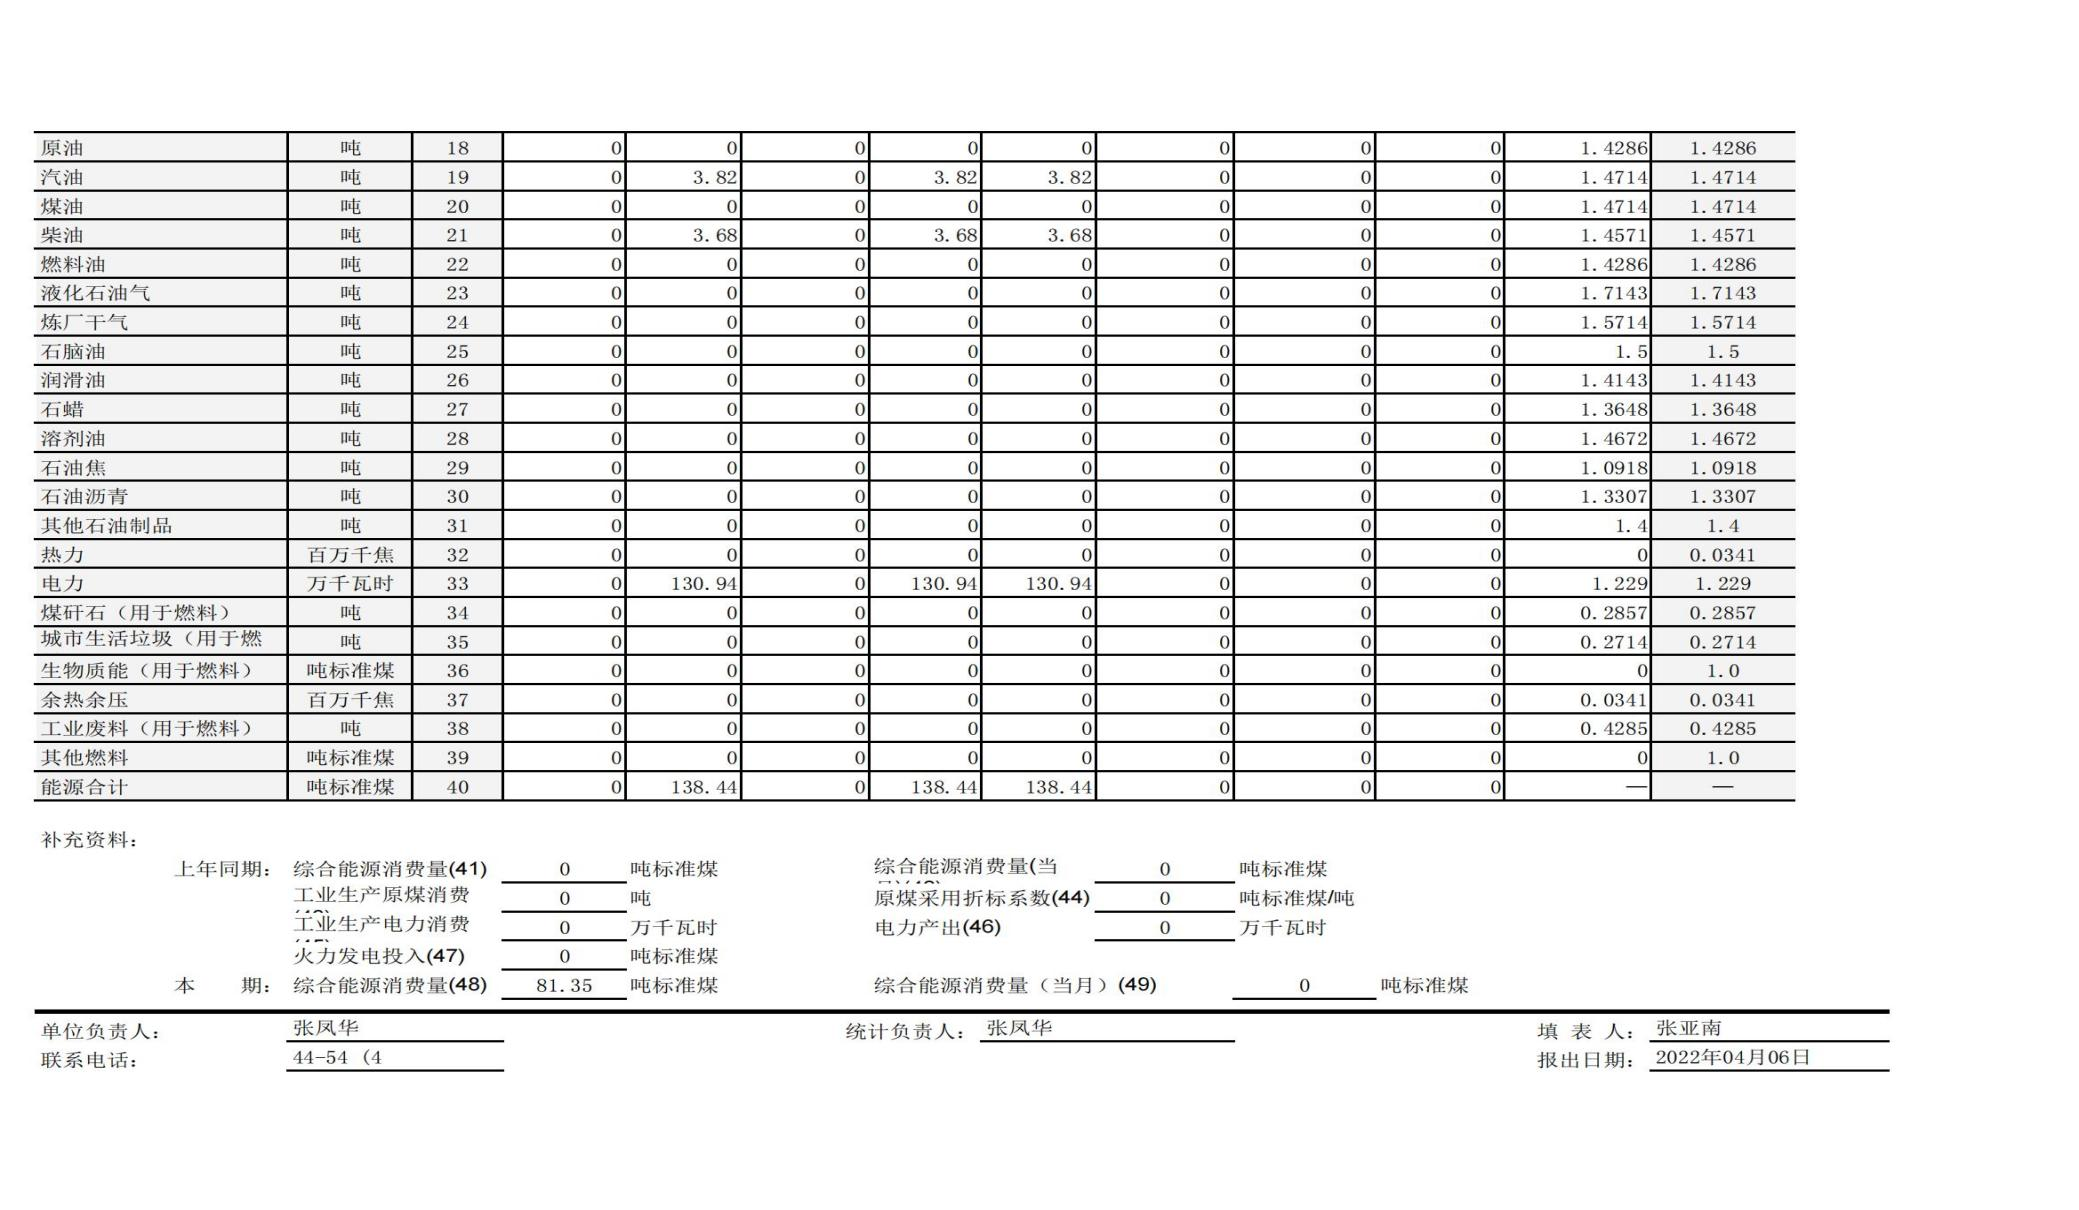 原油 吨 18 0 0 0 0 0 0 0 0 1.4286 1.4286
汽油 吨 19 0 3.82 0 3.82 3.82 0 0 0 1.4714 1.4714
煤油 吨 20 0 0 0 0 0 0 0 0 1.4714 1.4714
柴油 吨 21 0 3.68 0 3.68 3.68 0 0 0 1.4571 1.4571
燃料油 吨 22 0 0 0 0 0 0 0 0 1.4286 1.4286
液化石油气 吨 23 0 0 0 0 0 0 0 0 1.7143 1.7143
炼厂干气 吨 24 0 0 0 0 0 0 0 0 1.5714 1.5714
石脑油 吨 25 0 0 0 0 0 0 0 0 1.5 1.5
润滑油 吨 26 0 0 0 0 0 0 0 0 1.4143 1.4143
石蜡 吨 27 0 0 0 0 0 0 0 0 1.3648 1.3648
溶剂油 吨 28 0 0 0 0 0 0 0 0 1.4672 1.4672
石油焦 吨 29 0 0 0 0 0 0 0 0 1.0918 1.0918
石油沥青 吨 30 0 0 0 0 0 0 0 0 1.3307 1.3307
其他石油制品 吨 31 0 0 0 0 0 0 0 0 1.4 1.4
热力 百万千焦 32 0 0 0 0 0 0 0 0 0 0.0341
电力 万千瓦时 33 0 130.94 0 130.94 130.94 0 0 0 1.229 1.229
煤矸石（用于燃料） 吨 34 0 0 0 0 0 0 0 0 0.2857 0.2857
城市生活垃圾（用于燃 吨 35 0 0 0 0 0 0 0 0 0.2714 0.2714
生物质能（用于燃料） 吨标准煤 36 0 0 0 0 0 0 0 0 0 1.0
余热余压 百万千焦 37 0 0 0 0 0 0 0 0 0.0341 0.0341
工业废料（用于燃料） 吨 38 0 0 0 0 0 0 0 0 0.4285 0.4285
其他燃料 吨标准煤 39 0 0 0 0 0 0 0 0 0 1.0
能源合计 吨标准煤 40 0 138.44 0 138.44 138.44 0 0 0 — —
补充资料：
上年同期： 综合能源消费量(41) 0 吨标准煤 综合能源消费量(当 0 吨标准煤
工业生产原煤消费 0 吨 原煤采用折标系数(44) 0 吨标准煤/吨
工业生产电力消费 0 万千瓦时 电力产出(46) 0 万千瓦时
火力发电投入(47) 0 吨标准煤
本 期： 综合能源消费量(48) 81.35 吨标准煤 综合能源消费量（当月）(49) 0 吨标准煤
单位负责人： 张凤华 统计负责人： 张凤华 填 表 人： 张亚南
联系电话： 44-54 (4 报出日期： 2022年04月06日